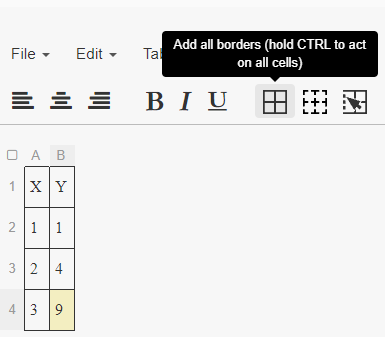 File Edit Ta
Add all borders (hold CTRL to act
on all cells)
B I U
A B
1 X Y
2 1 1
3 2 4
4 3 9